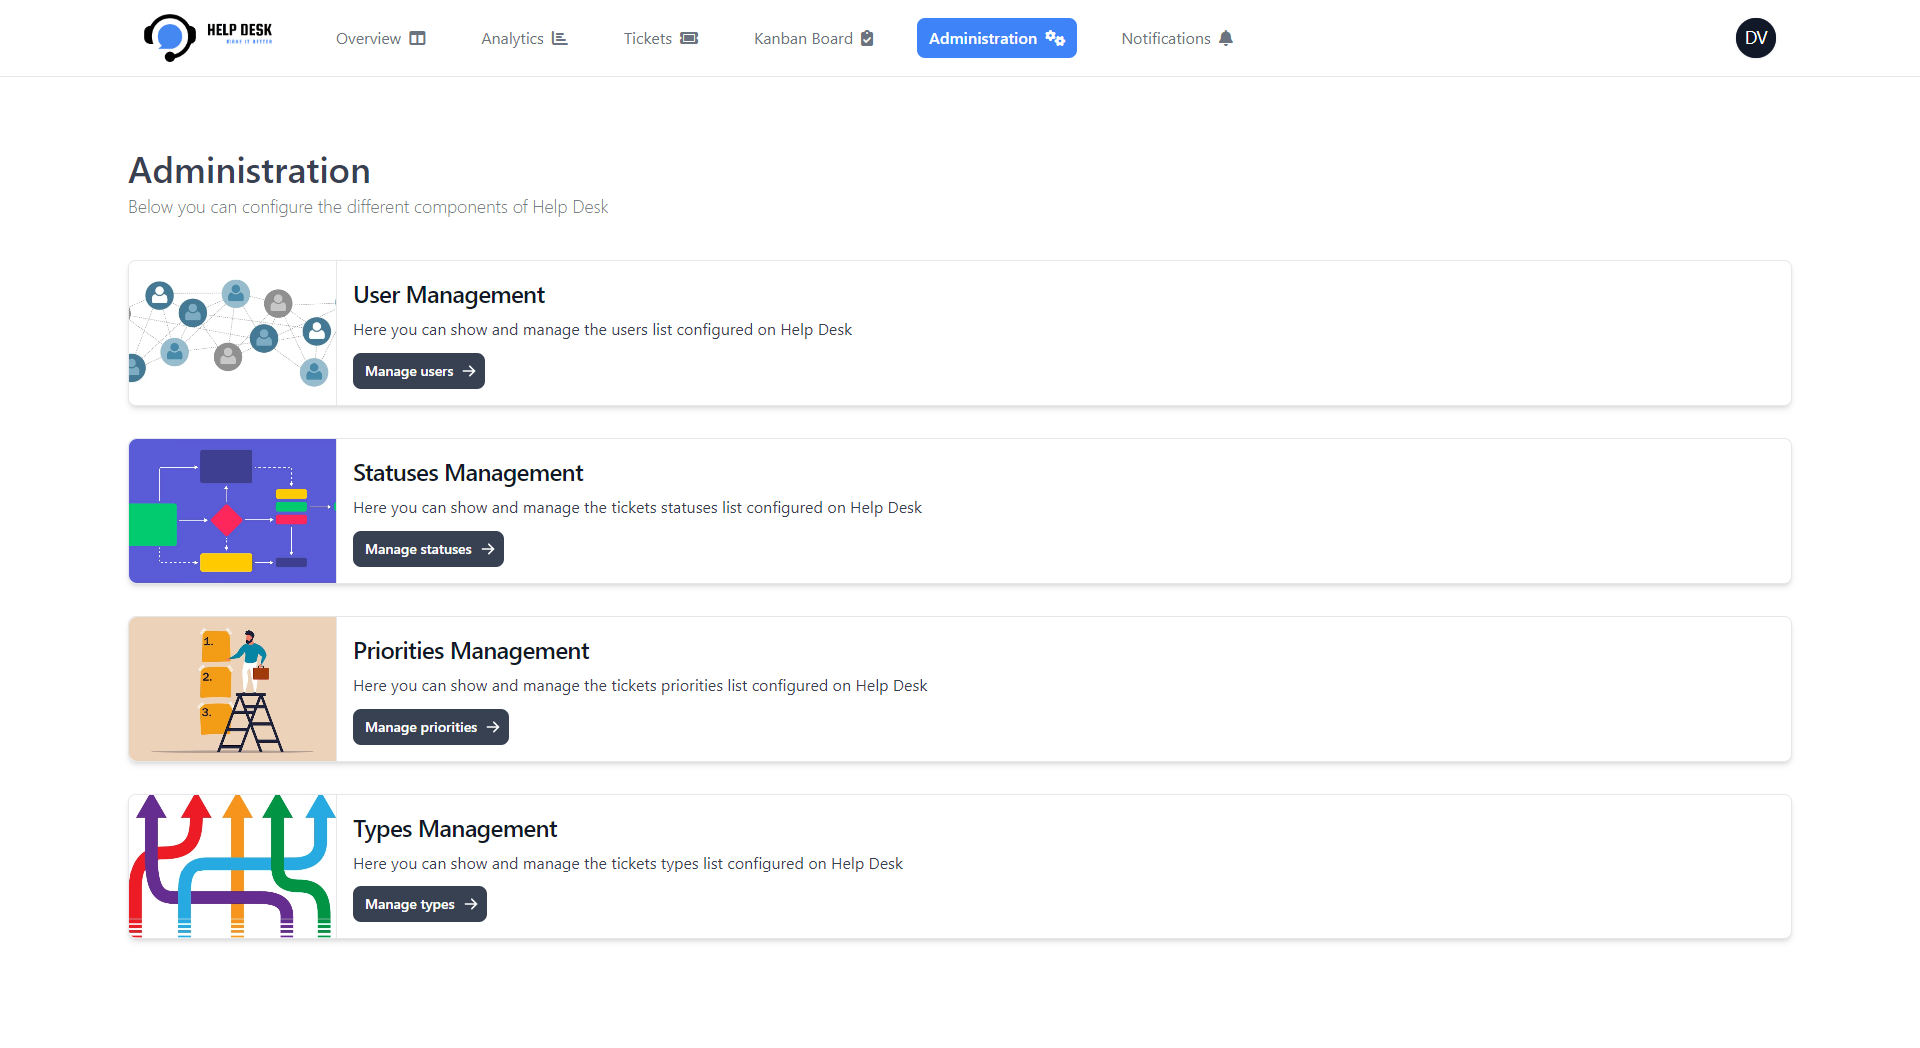 HELP DESK
MAKE IT BETTER
Overview
Analytics
Tickets
Kanban Board
Administration
Notifications
DV
Administration
Below you can configure the different components of Help Desk
User Management
Here you can show and manage the users list configured on Help Desk
Manage users
Statuses Management
Here you can show and manage the tickets statuses list configured on Help Desk
Manage statuses
1.
2.
3.
Priorities Management
Here you can show and manage the tickets priorities list configured on Help Desk
Manage priorities
Types Management
Here you can show and manage the tickets types list configured on Help Desk
Manage types